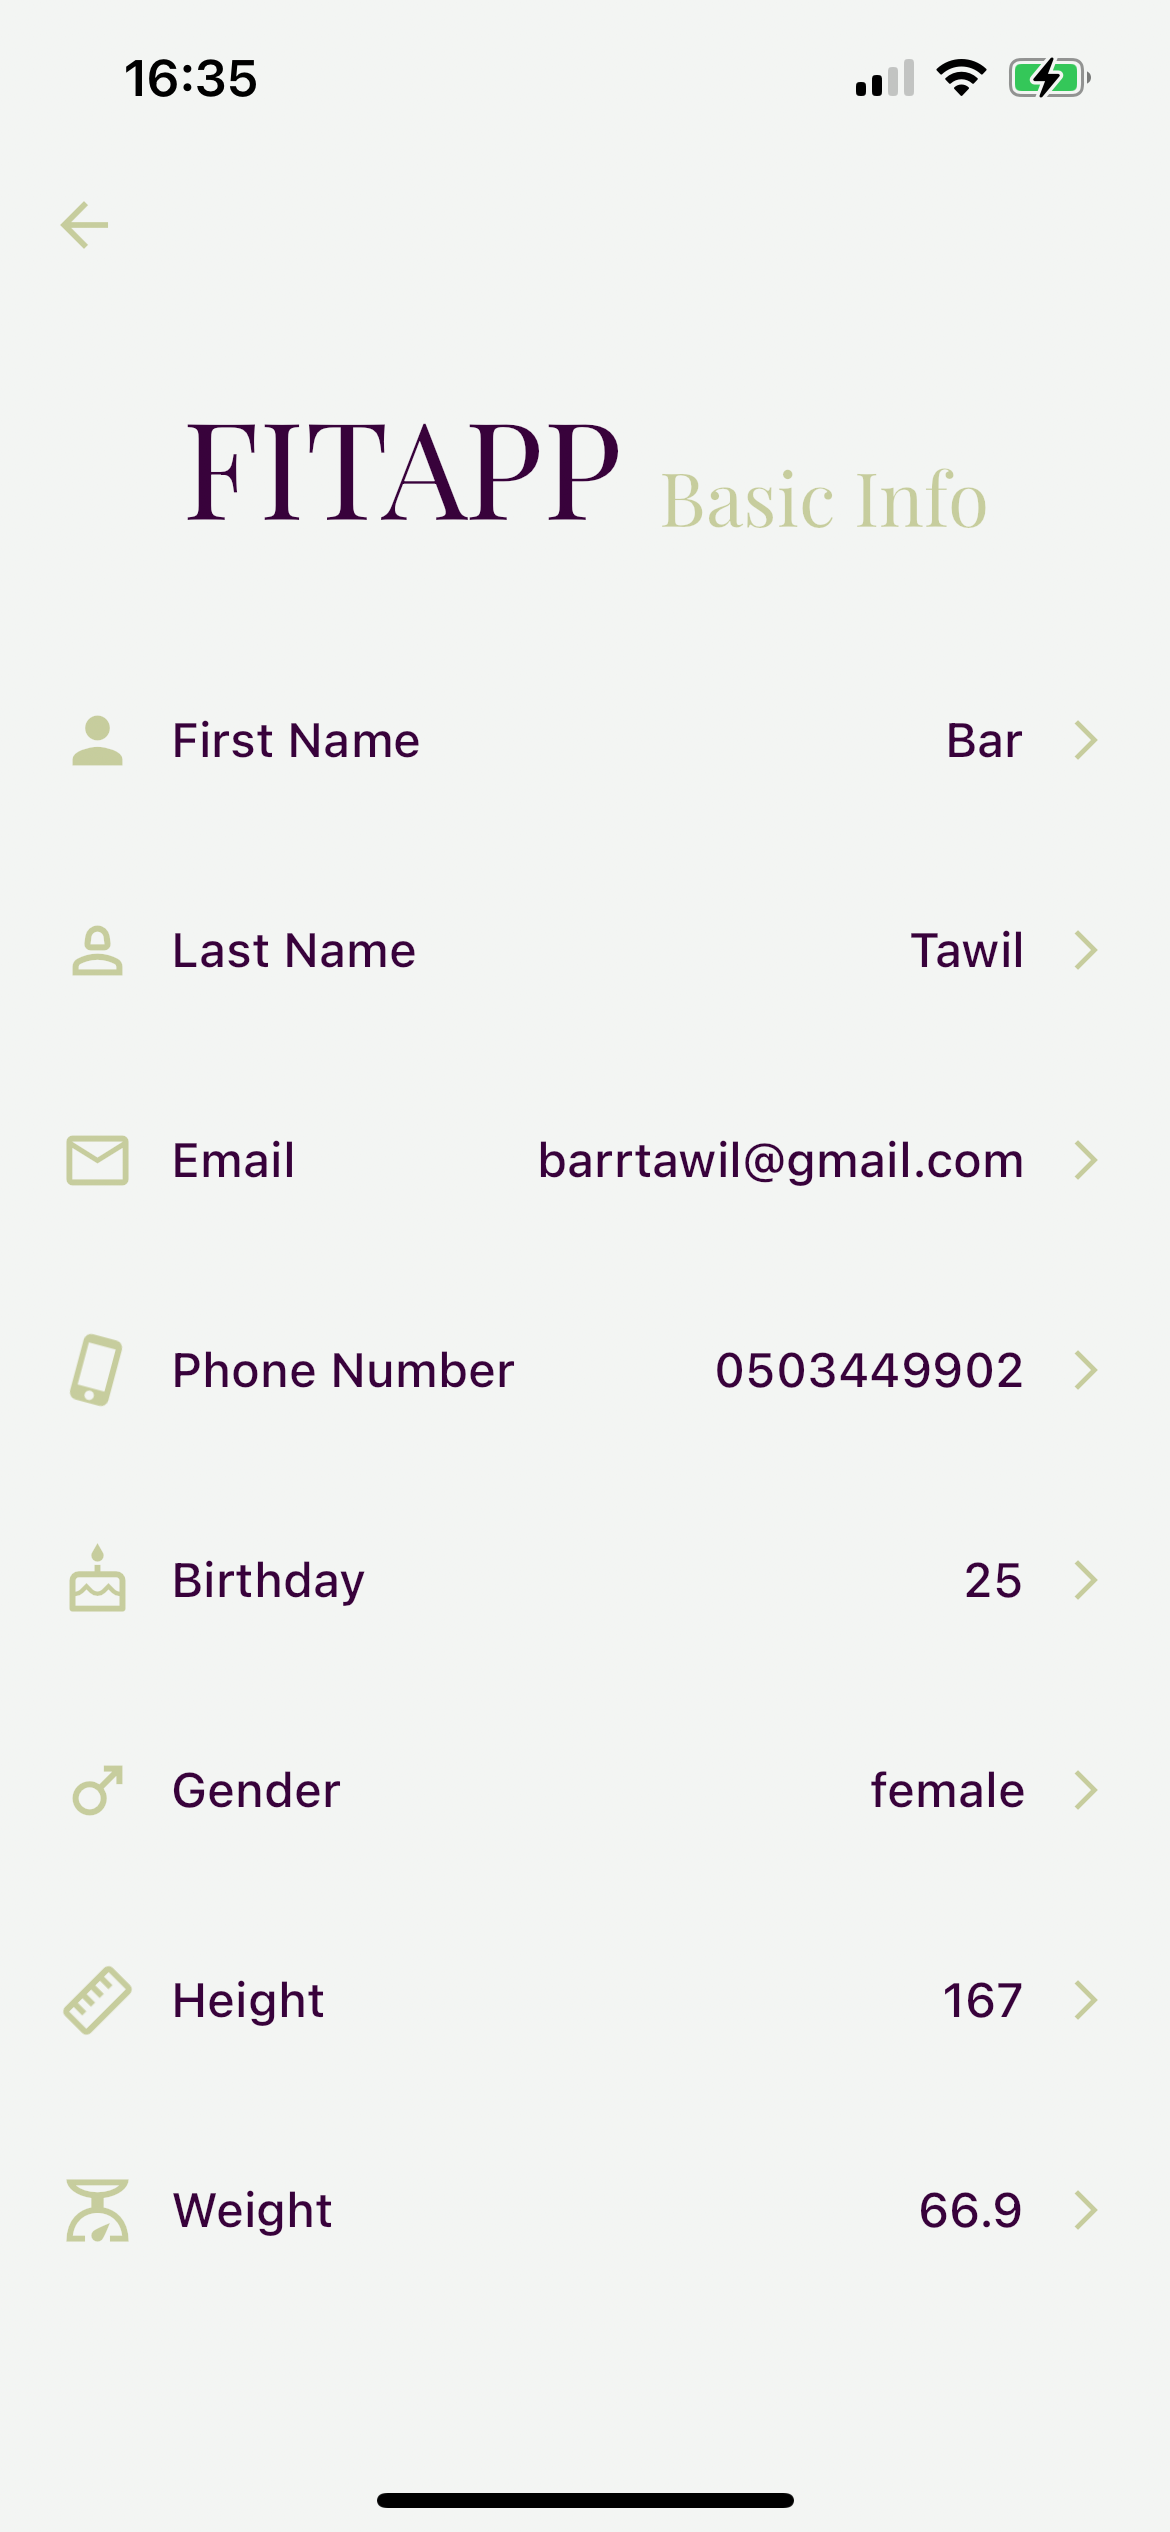 16:35
FITAPP Basic Info
First Name Bar
Last Name Tawil
Email barrtawil@gmail.com
Phone Number 0503449902
Birthday 25
Gender female
Height 167
Weight 66.9